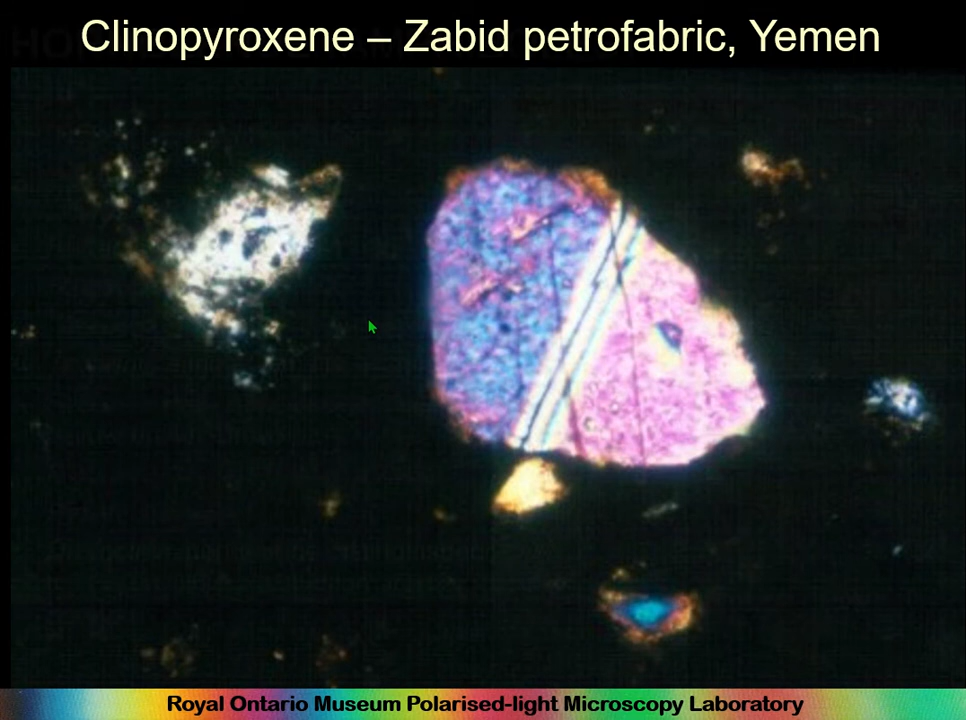 Clinopyroxene – Zabid petrofabric, Yemen
Royal Ontario Museum Polarised-light Microscopy Laboratory